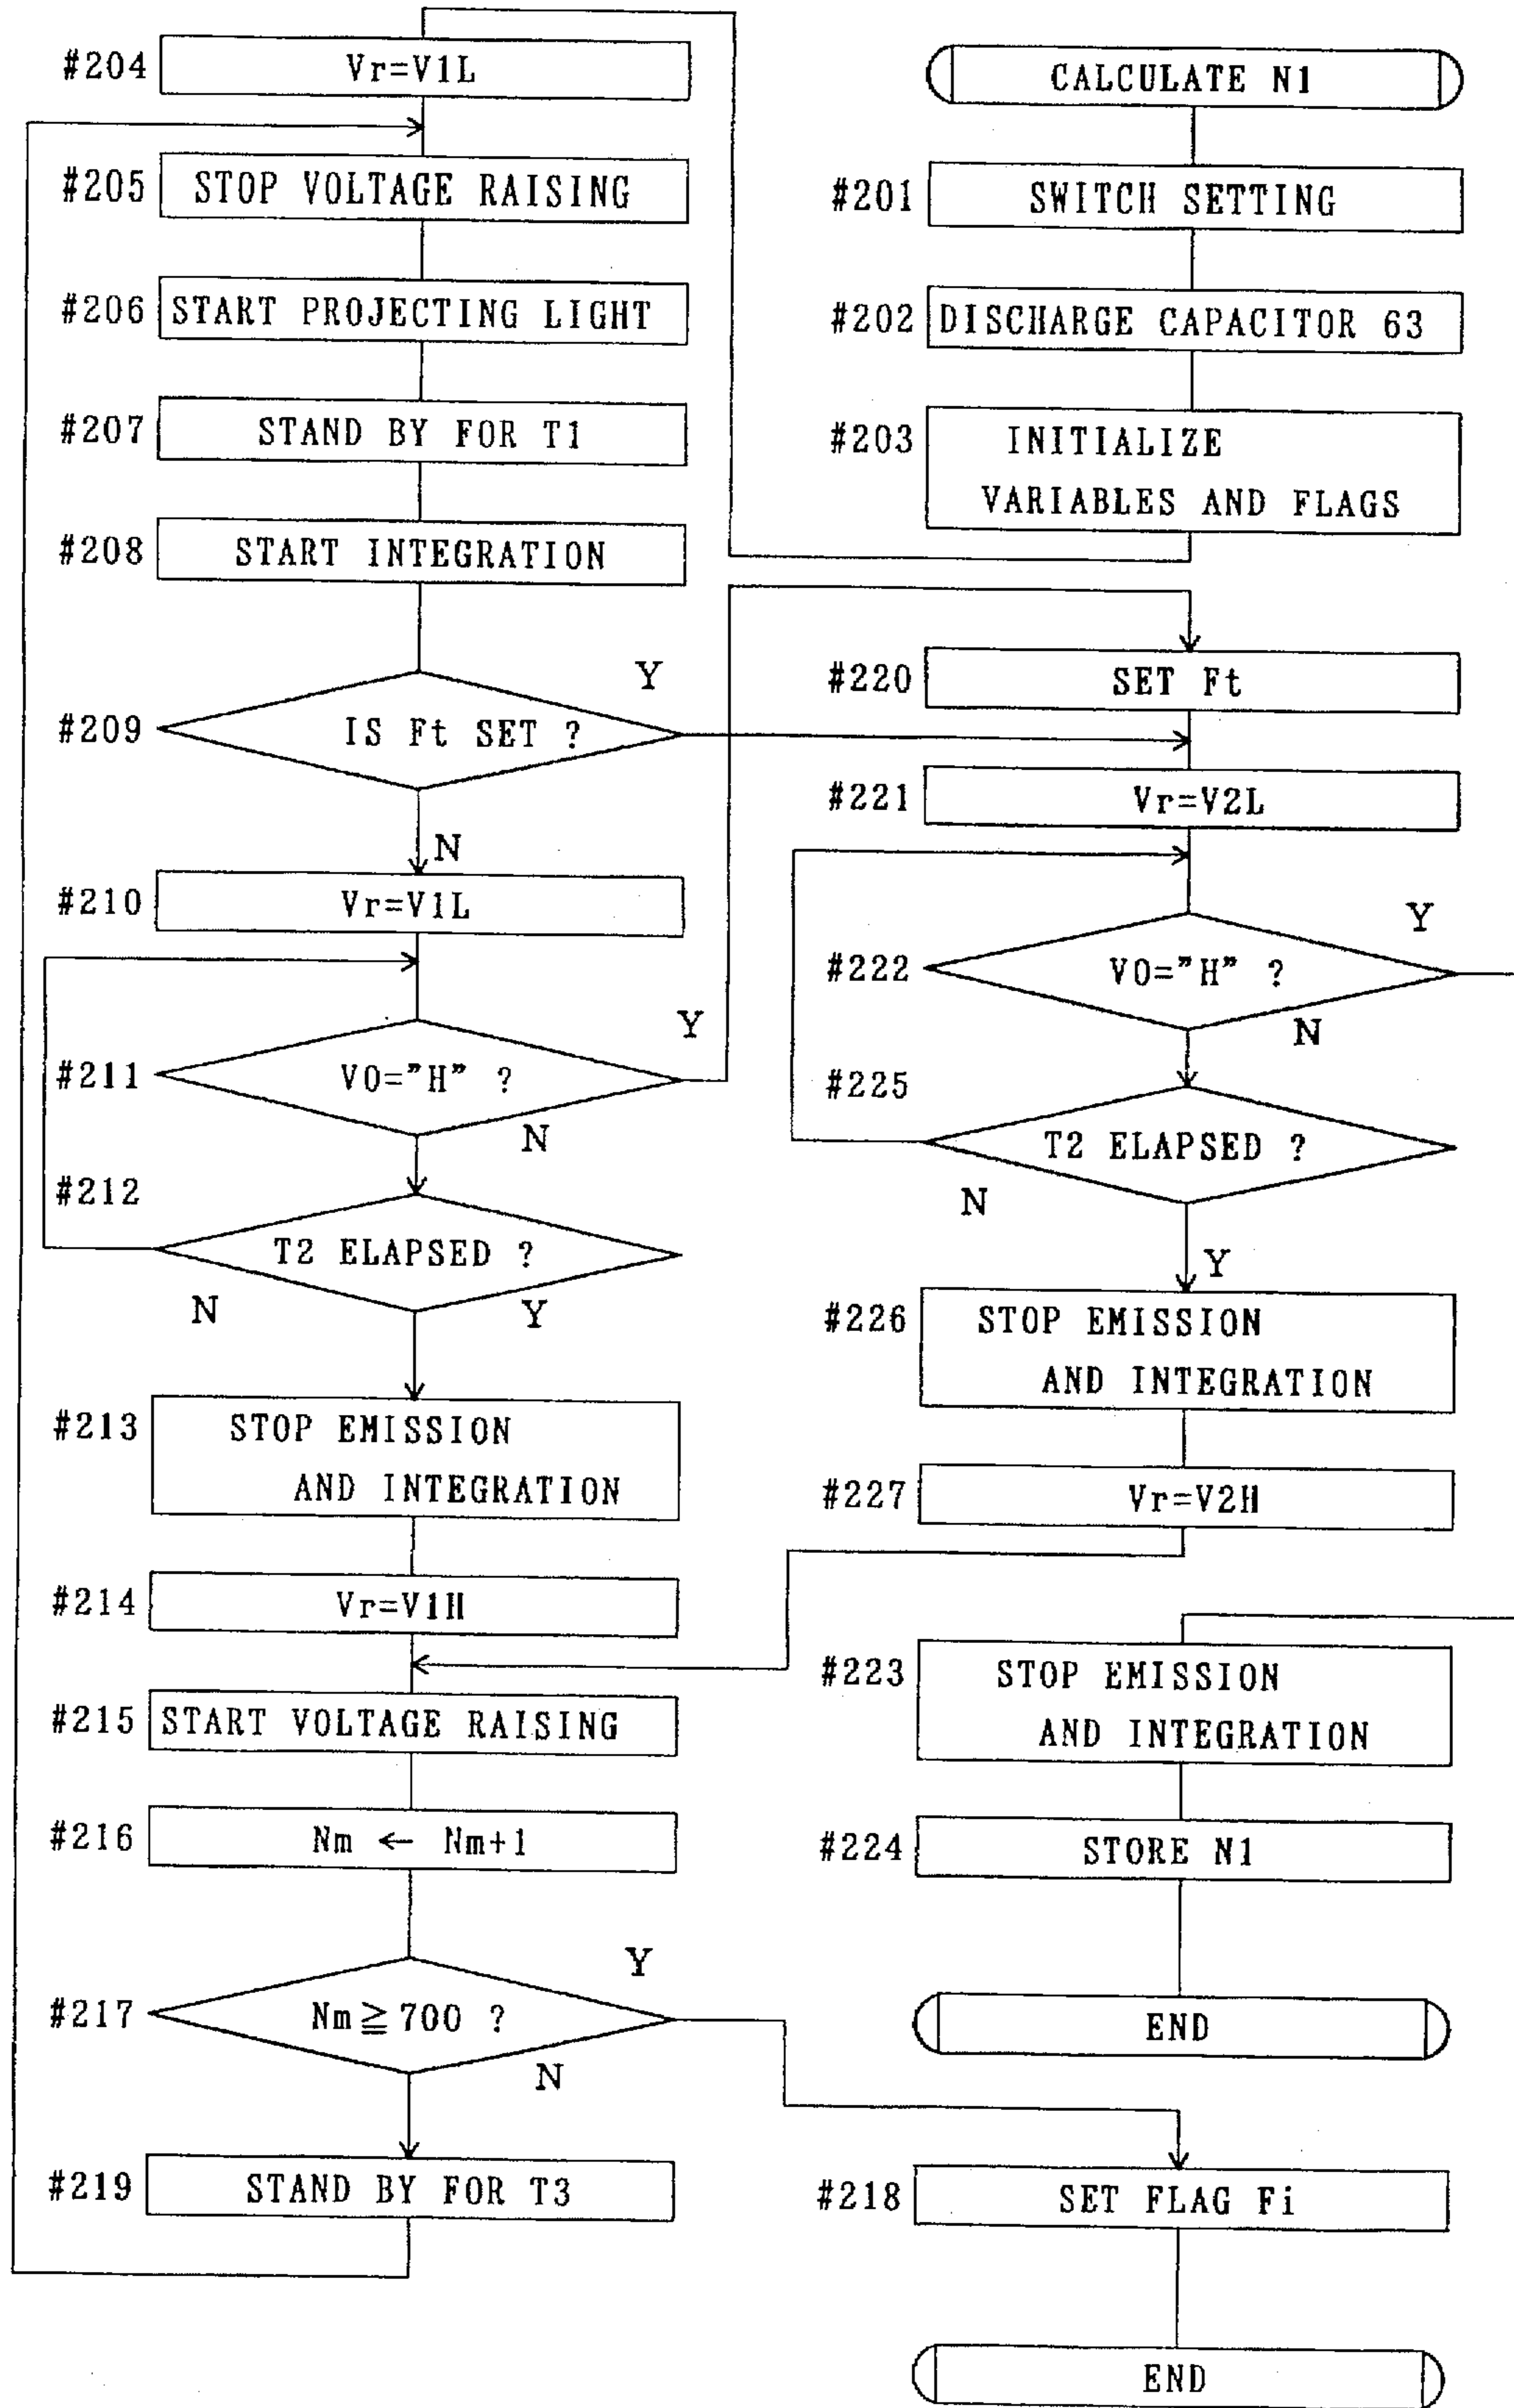 CALCULATE N1
#201 SWITCH SETTING
#202 DISCHARGE CAPACITOR 63
#203 INITIALIZE
VARIABLES AND FLAGS
#204 Vr=V1L
#205 STOP VOLTAGE RAISING
#206 START PROJECTING LIGHT
#207 STAND BY FOR T1
#208 START INTEGRATION
#209 IS Ft SET ?
Y
N
#210 Vr=V1L
#211 V0="H" ?
Y
N
#212
T2 ELAPSED ?
N Y
#213 STOP EMISSION
AND INTEGRATION
#214 Vr=V1H
#215 START VOLTAGE RAISING
#216 Nm ← Nm+1
#217 Nm≧700 ?
Y
N
#219 STAND BY FOR T3
#220 SET Ft
#221 Vr=V2L
#222 V0="H" ?
Y
N
#225
T2 ELAPSED ?
N
Y
#226 STOP EMISSION
AND INTEGRATION
#227 Vr=V2H
#223 STOP EMISSION
AND INTEGRATION
#224 STORE N1
END
#218 SET FLAG Fi
END